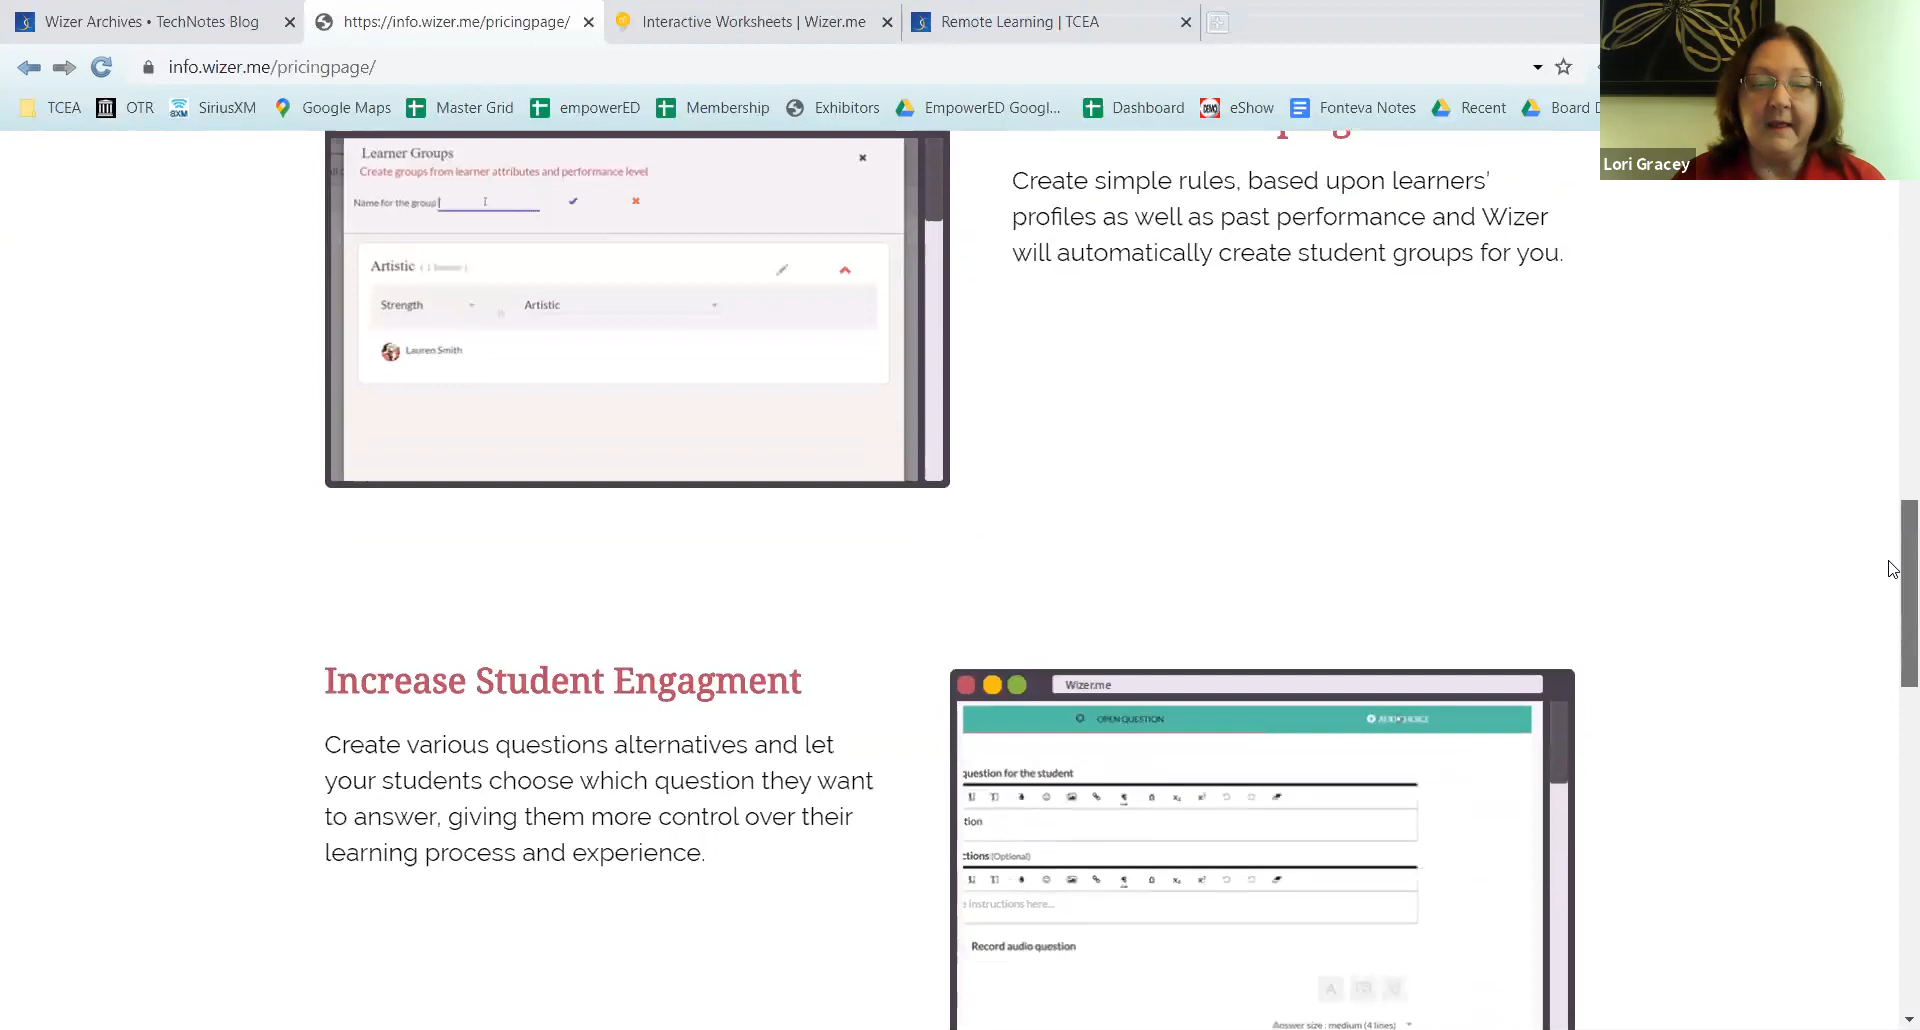 Wizer Archives • TechNotes Blog
https://info.wizer.me/pricingpage/
Interactive Worksheets | Wizer.me
Remote Learning | TCEA
info.wizer.me/pricingpage/
TCEA
OTR
SiriusXM
Google Maps
Master Grid
empowerED
Membership
Exhibitors
EmpowerED Googl...
Dashboard
eShow
Fonteva Notes
Recent
Board
Lori Gracey
Learner Groups
Create groups from learner attributes and performance level
Name for the group
Artistic
Strength
Artistic
Lauren Smith
Create simple rules, based upon learners’
profiles as well as past performance and Wizer
will automatically create student groups for you.
Increase Student Engagment
Create various questions alternatives and let
your students choose which question they want
to answer, giving them more control over their
learning process and experience.
Wizer.me
OPEN QUESTION
question for the student
tion
ctions (Optional)
instructions here...
Record audio question
Answer size : medium (4 lines)